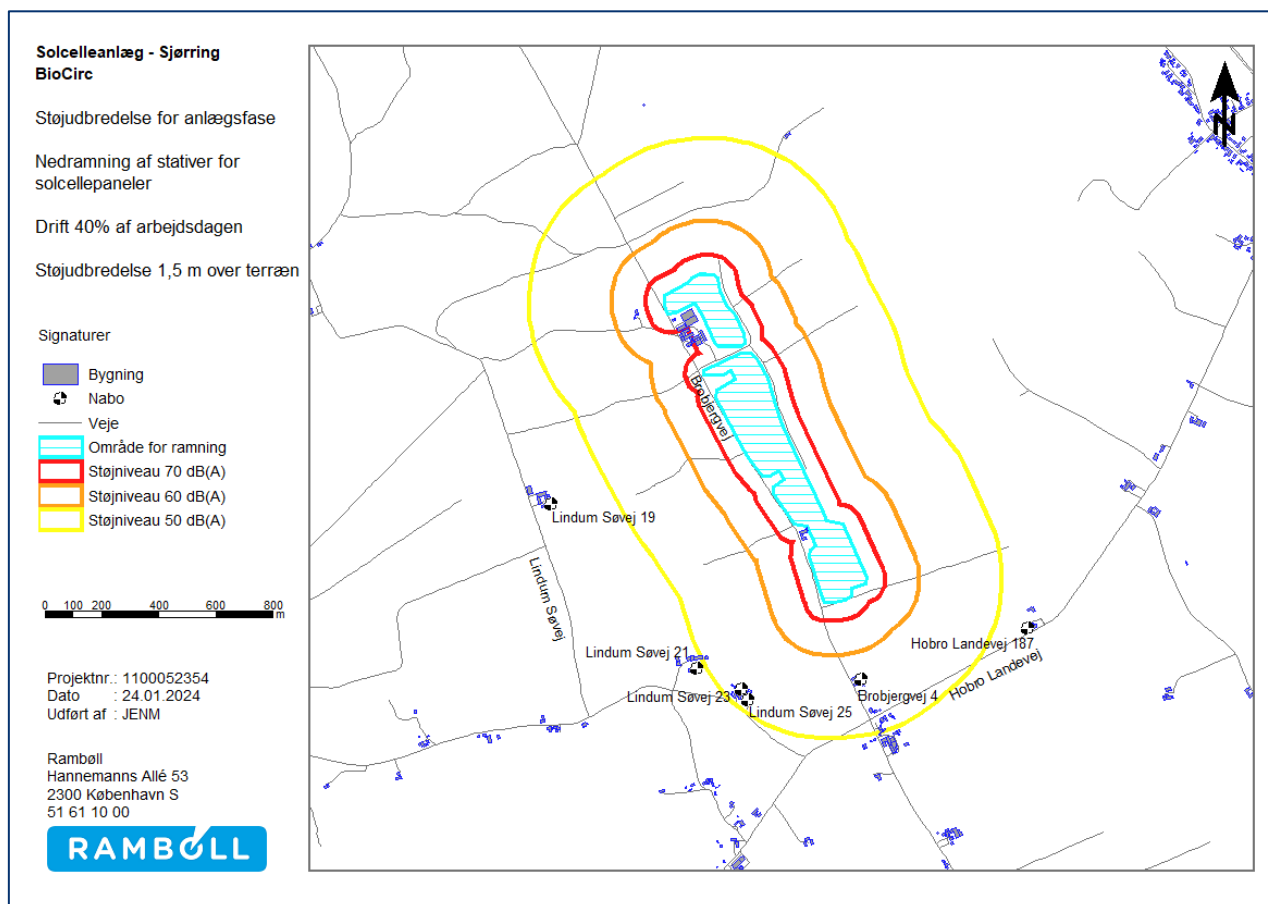 Solcelleanlæg - Sjørring
BioCirc
Støjudbredelse for anlægsfase
Nedramning af stativer for
solcellepaneler
Drift 40% af arbejdsdagen
Støjudbredelse 1,5 m over terræn
Signaturer
Bygning
Nabo
Veje
Område for ramning
Støjniveau 70 dB(A)
Støjniveau 60 dB(A)
Støjniveau 50 dB(A)
0 100 200 400 600 800
m
Projektnr.: 1100052354
Dato : 24.01.2024
Udført af : JENM
Rambøll
Hannemanns Allé 53
2300 København S
51 61 10 00
RAMBOLL
N
Brobjergvej
Lindum Søvej 19
Lindum Søvej
Lindum Søvej 21
Hobro Landevej 187
Lindum Søvej 23
Lindum Søvej 25
Brobjergvej 4
Hobro Landevej